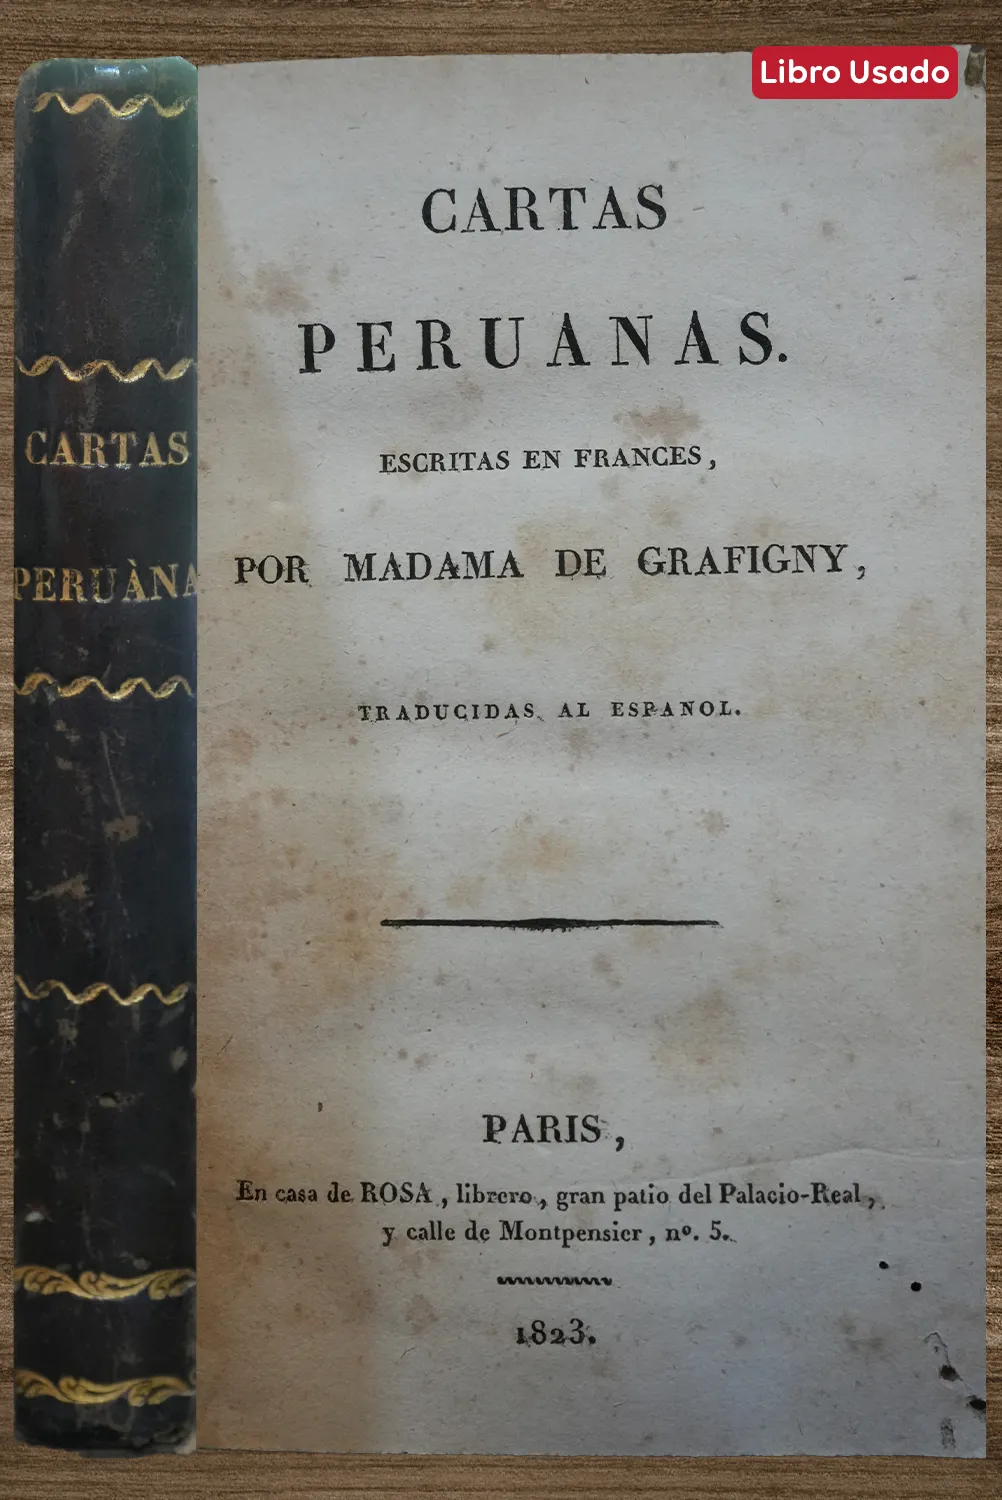 Libro Usado
CARTAS
PERUÀNA
CARTAS
PERUANAS.
ESCRITAS EN FRANCES,
POR MADAMA DE GRAFIGNY,
TRADUCIDAS AL ESPANOL.
PARIS,
En casa de ROSA, librero, gran patio del Palacio-Real,
y calle de Montpensier, nº. 5.
1823.